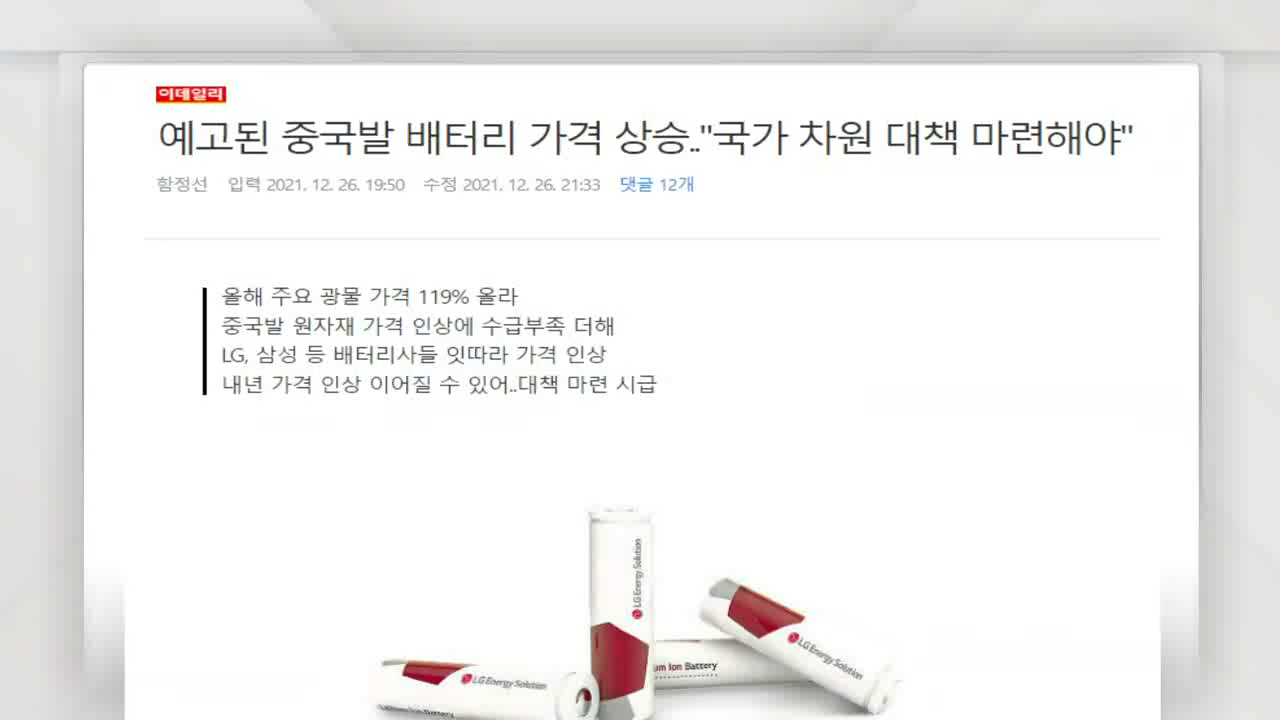 이데일리
예고된 중국발 배터리 가격 상승.."국가 차원 대책 마련해야"
함정선 입력 2021. 12. 26. 19:50 수정 2021. 12. 26. 21:33 댓글 12개
올해 주요 광물 가격 119% 올라
중국발 원자재 가격 인상에 수급부족 더해
LG, 삼성 등 배터리사들 잇따라 가격 인상
내년 가격 인상 이어질 수 있어..대책 마련 시급
LG Energy Solution
LG Energy Solution
um Ion Battery
LG Energy Solution